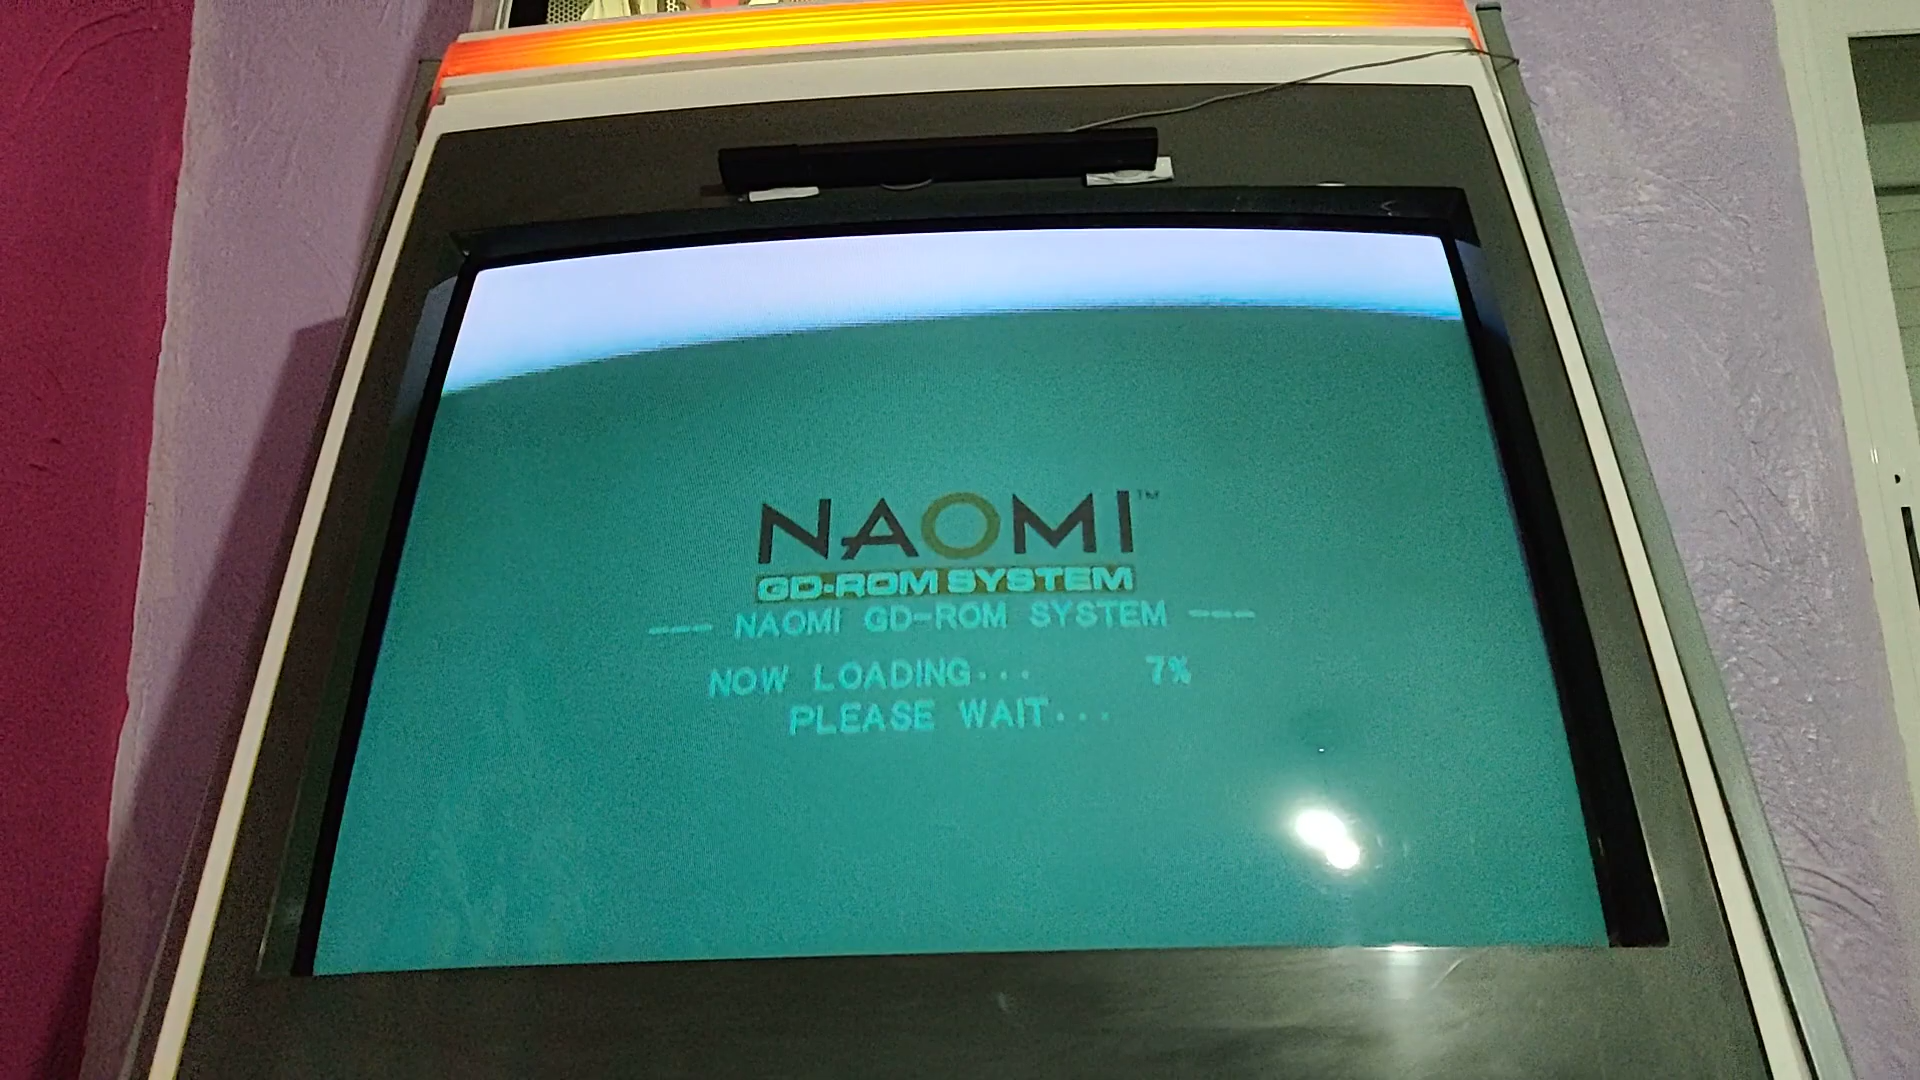 NAOMI™
GD-ROM SYSTEM
--- NAOMI GD-ROM SYSTEM ---
NOW LOADING... 7%
PLEASE WAIT...